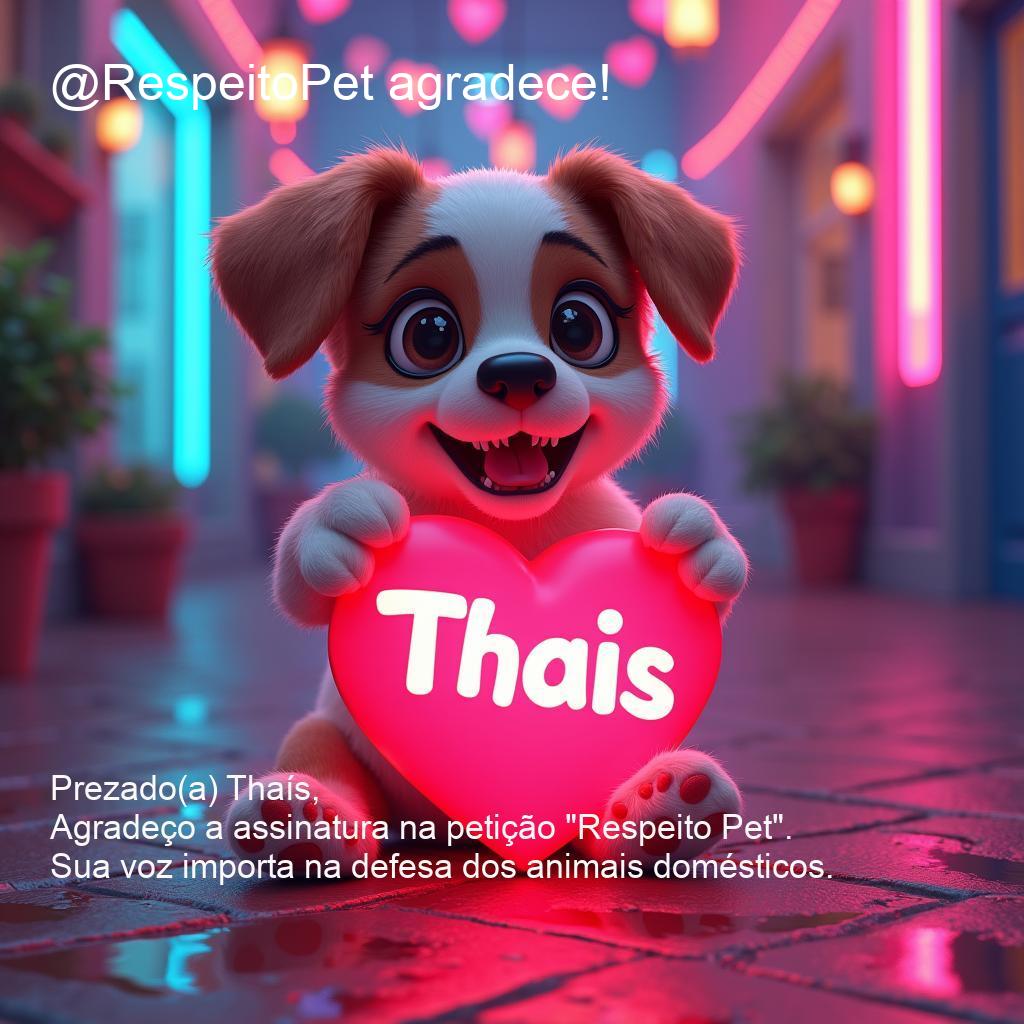 @RespeitoPet agradece!
Thais
Prezado(a) Thaís,
Agradeço a assinatura na petição "Respeito Pet".
Sua voz importa na defesa dos animais domésticos.